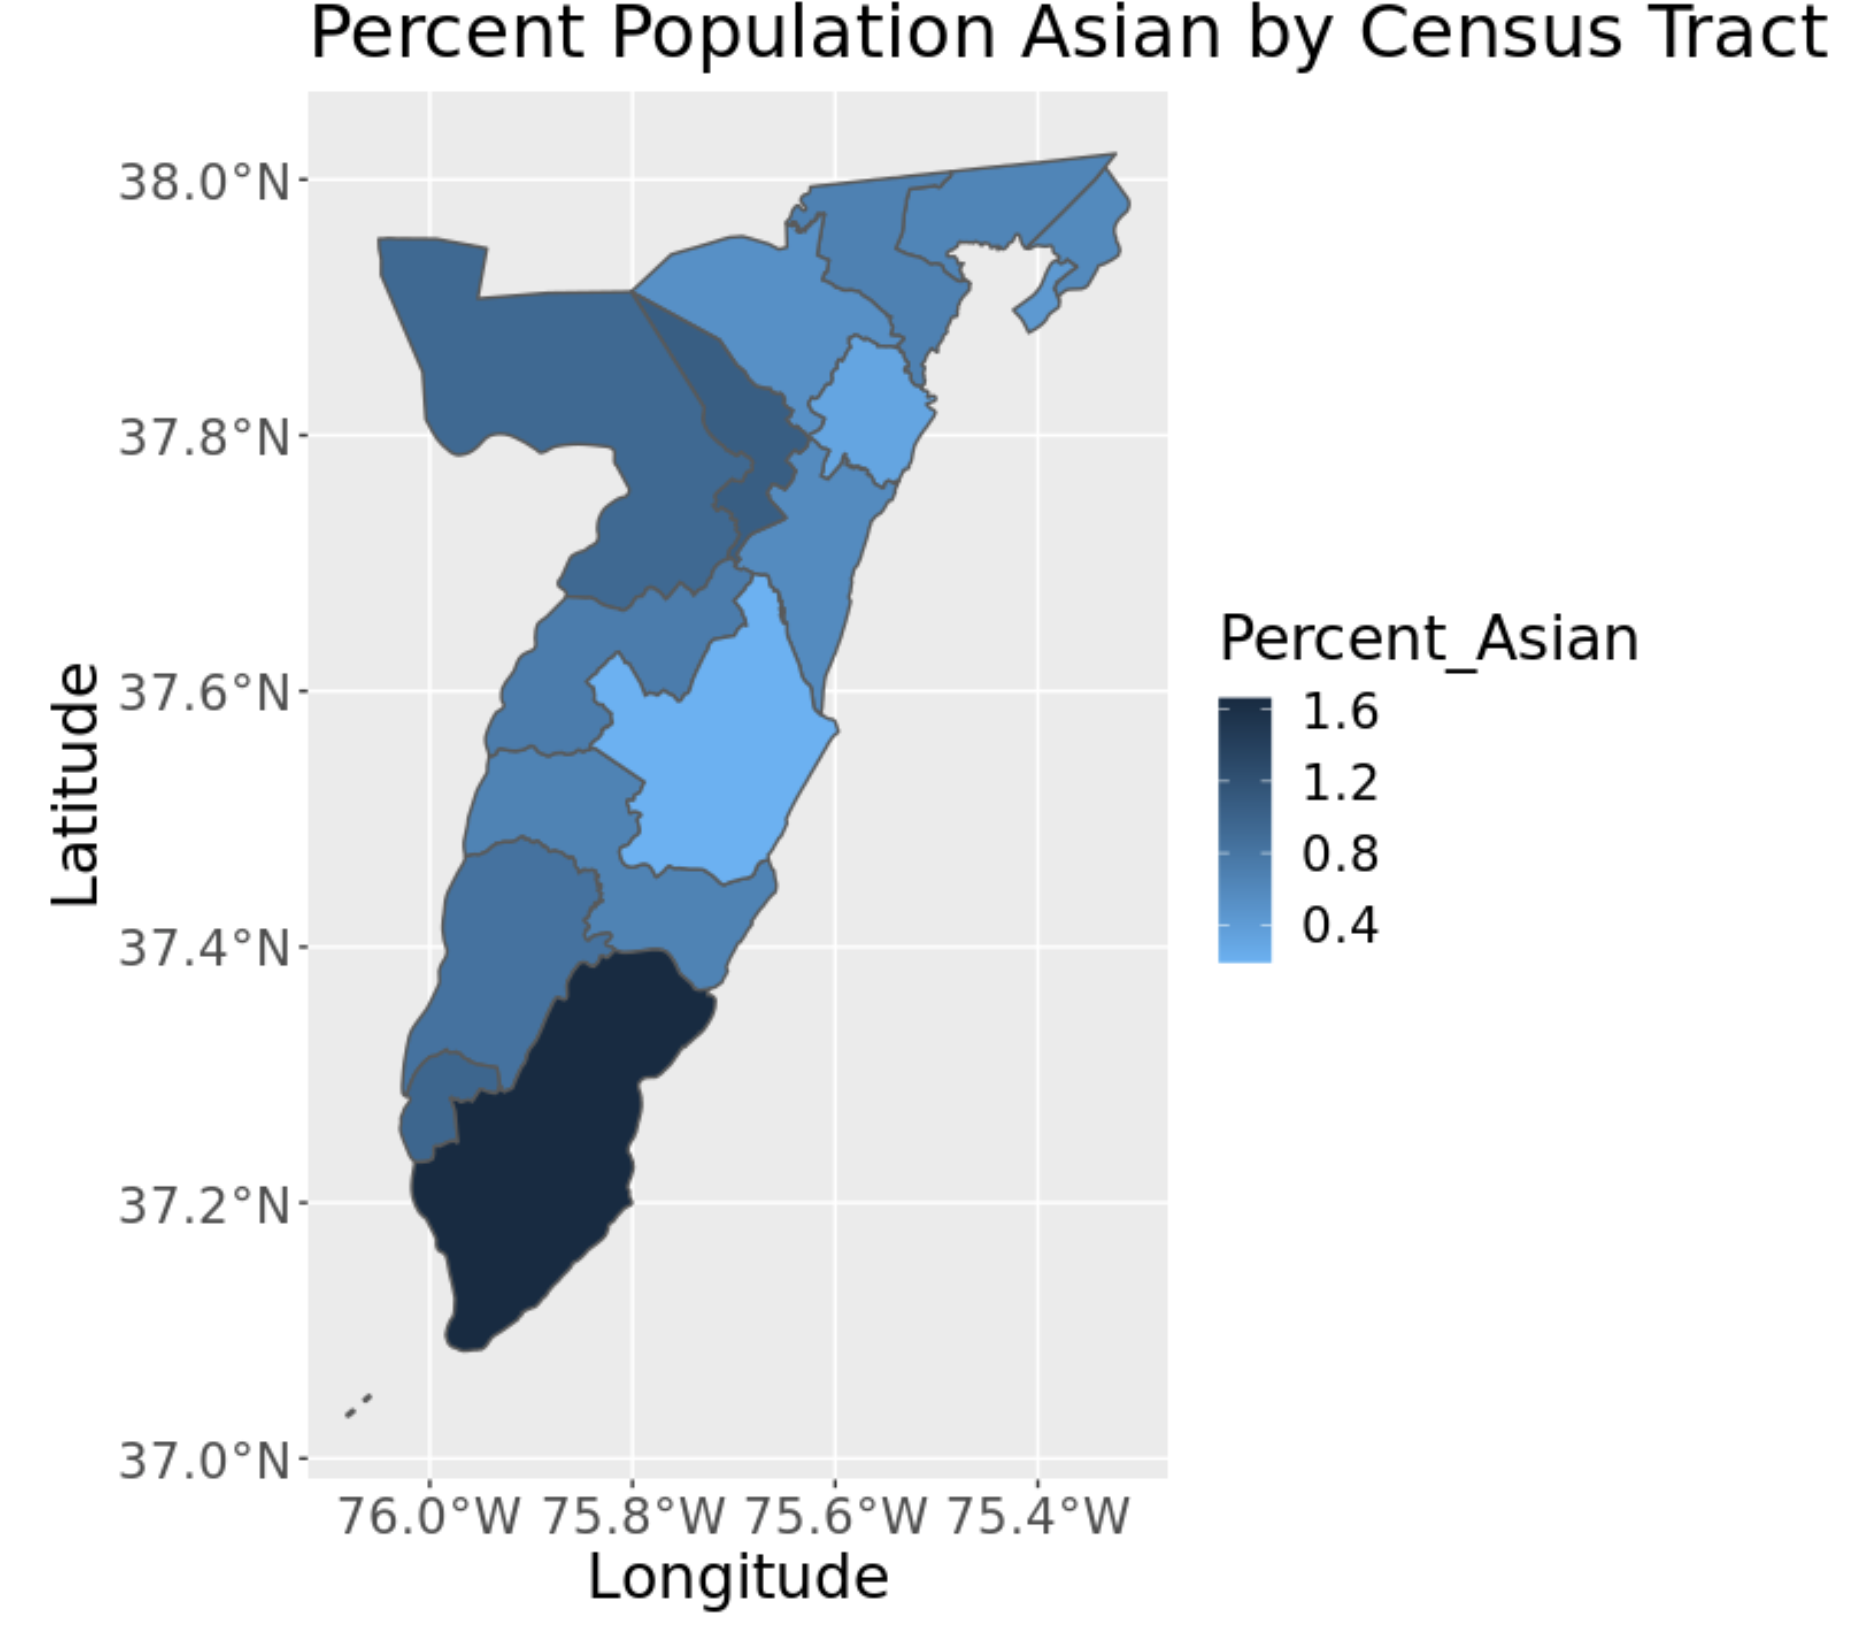 Percent Population Asian by Census Tract
38.0°N
37.8°N
37.6°N
37.4°N
37.2°N
37.0°N
Latitude
76.0°W 75.8°W 75.6°W 75.4°W
Longitude
Percent_Asian
1.6
1.2
0.8
0.4